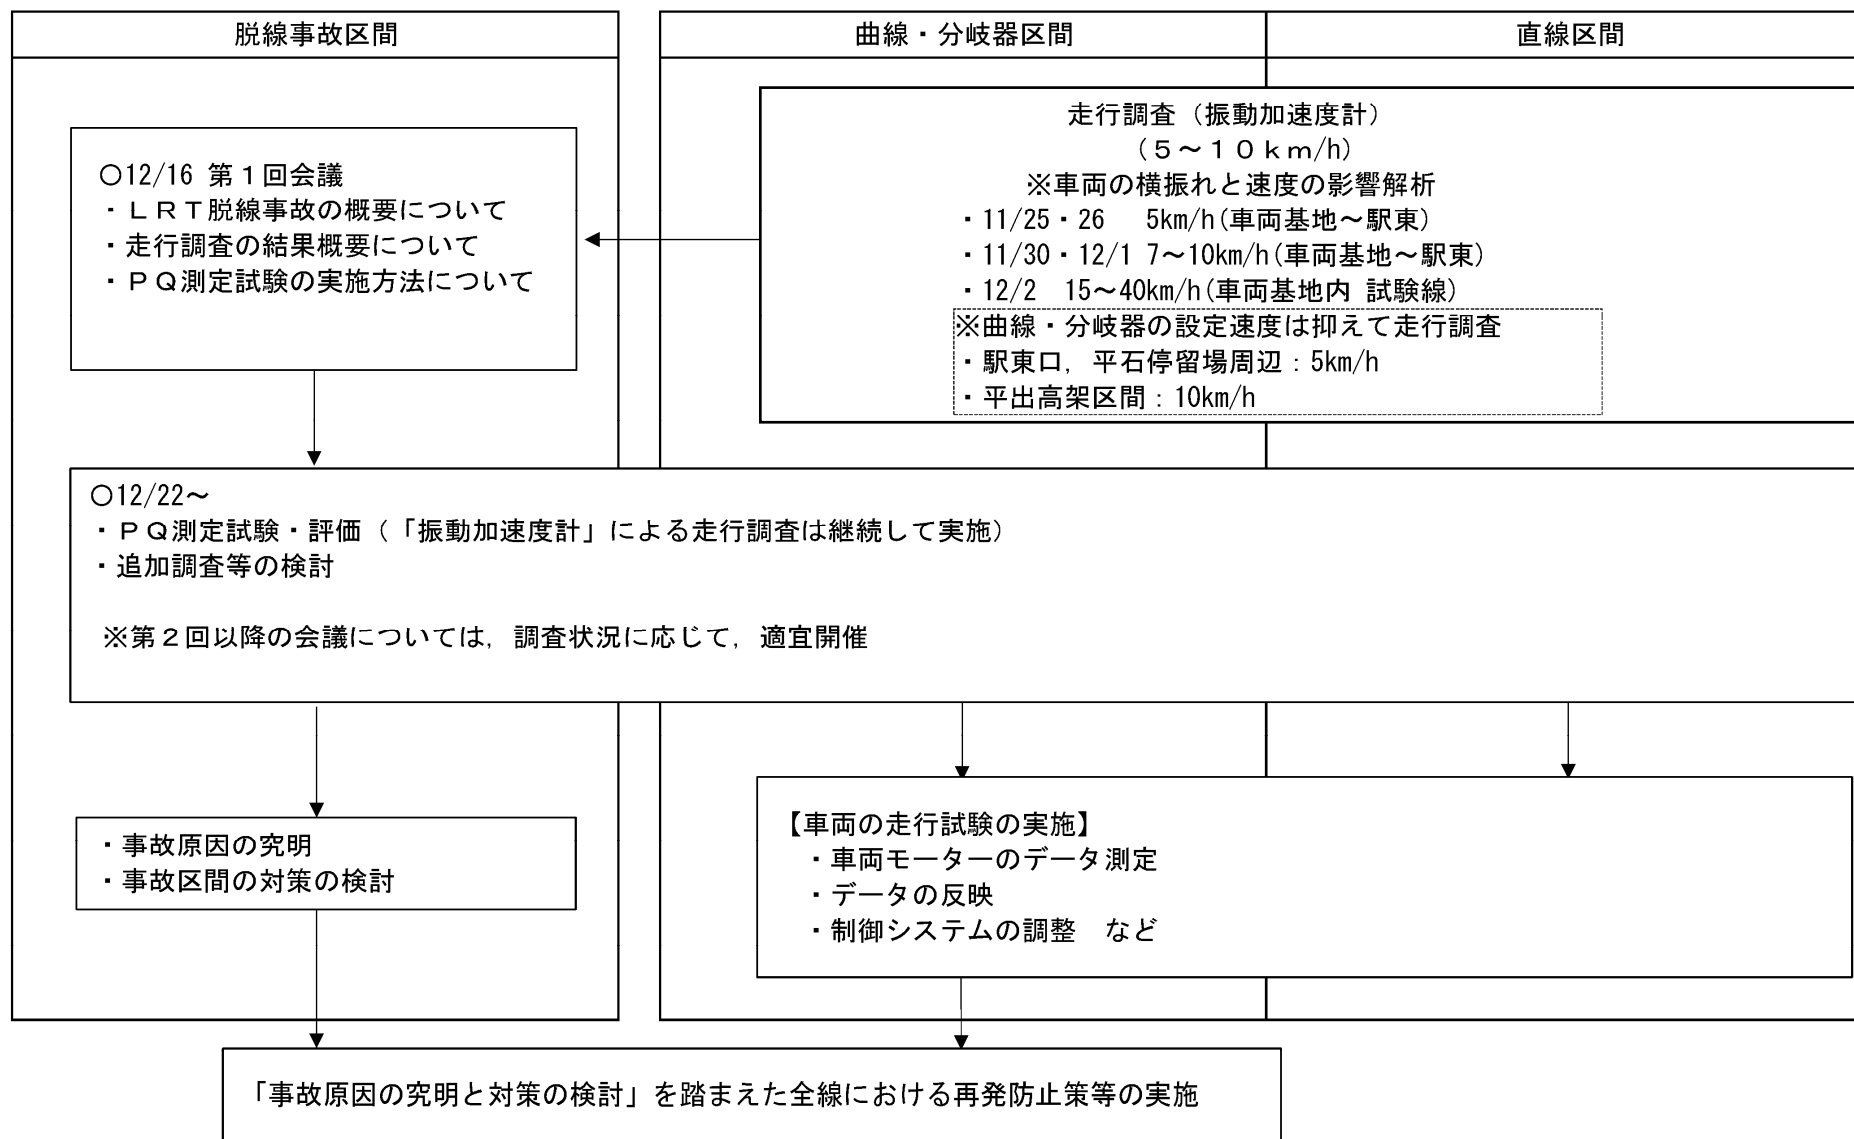 脱線事故区間
曲線・分岐器区間
直線区間
走行調査（振動加速度計）
（５～１０ｋｍ/h）
※車両の横振れと速度の影響解析
・11/25・26　5km/h(車両基地～駅東)
・11/30・12/1 7～10km/h(車両基地～駅東)
・12/2　15～40km/h(車両基地内 試験線)
※曲線・分岐器の設定速度は抑えて走行調査
・駅東口，平石停留場周辺：5km/h
・平出高架区間：10km/h
○12/16 第１回会議
・ＬＲＴ脱線事故の概要について
・走行調査の結果概要について
・ＰＱ測定試験の実施方法について
○12/22～
・ＰＱ測定試験・評価（「振動加速度計」による走行調査は継続して実施）
・追加調査等の検討
※第２回以降の会議については，調査状況に応じて，適宜開催
・事故原因の究明
・事故区間の対策の検討
【車両の走行試験の実施】
・車両モーターのデータ測定
・データの反映
・制御システムの調整　など
「事故原因の究明と対策の検討」を踏まえた全線における再発防止策等の実施